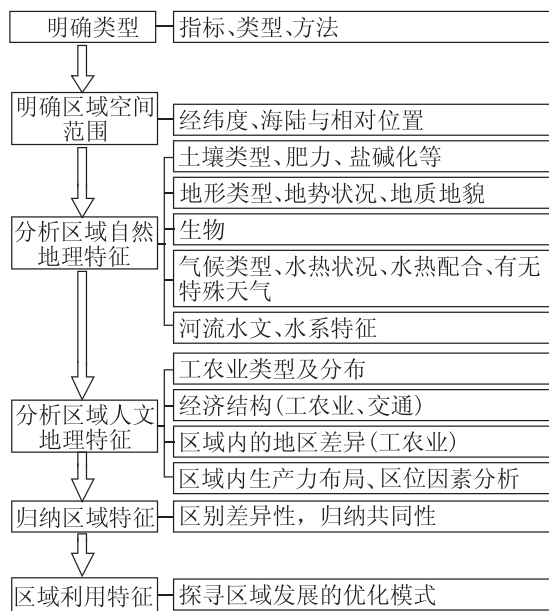 明确类型
指标、类型、方法
明确区域空间
范围
经纬度、海陆与相对位置
土壤类型、肥力、盐碱化等
地形类型、地势状况、地质地貌
分析区域自然
地理特征
生物
气候类型、水热状况、水热配合、有无
特殊天气
河流水文、水系特征
工农业类型及分布
分析区域人文
地理特征
经济结构(工农业、交通)
区域内的地区差异(工农业)
区域内生产力布局、区位因素分析
归纳区域特征
区别差异性，归纳共同性
区域利用特征
探寻区域发展的优化模式